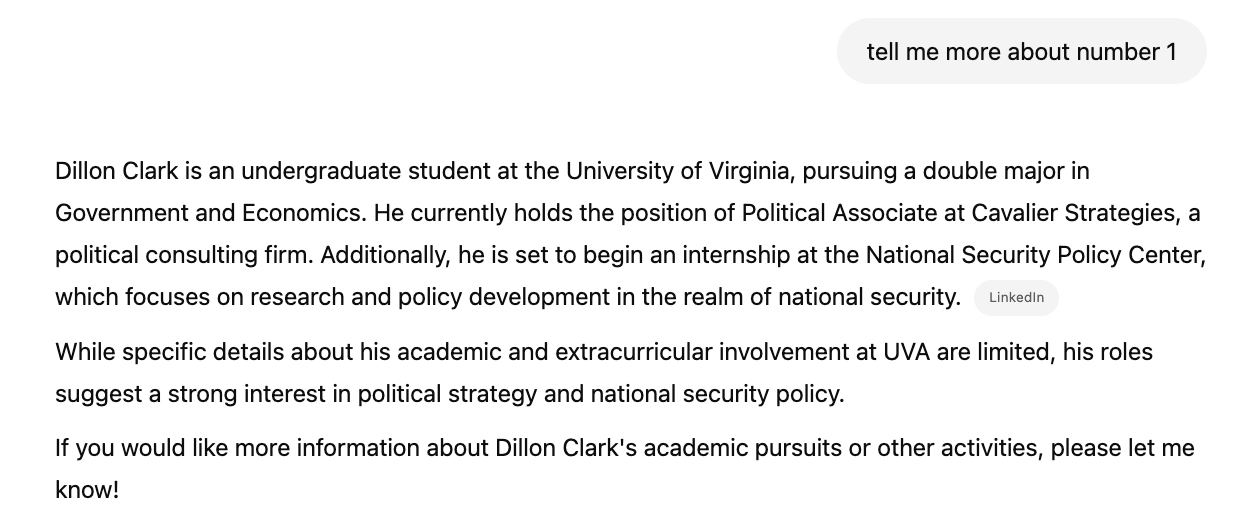 tell me more about number 1
Dillon Clark is an undergraduate student at the University of Virginia, pursuing a double major in
Government and Economics. He currently holds the position of Political Associate at Cavalier Strategies, a
political consulting firm. Additionally, he is set to begin an internship at the National Security Policy Center,
which focuses on research and policy development in the realm of national security. LinkedIn
While specific details about his academic and extracurricular involvement at UVA are limited, his roles
suggest a strong interest in political strategy and national security policy.
If you would like more information about Dillon Clark's academic pursuits or other activities, please let me
know!